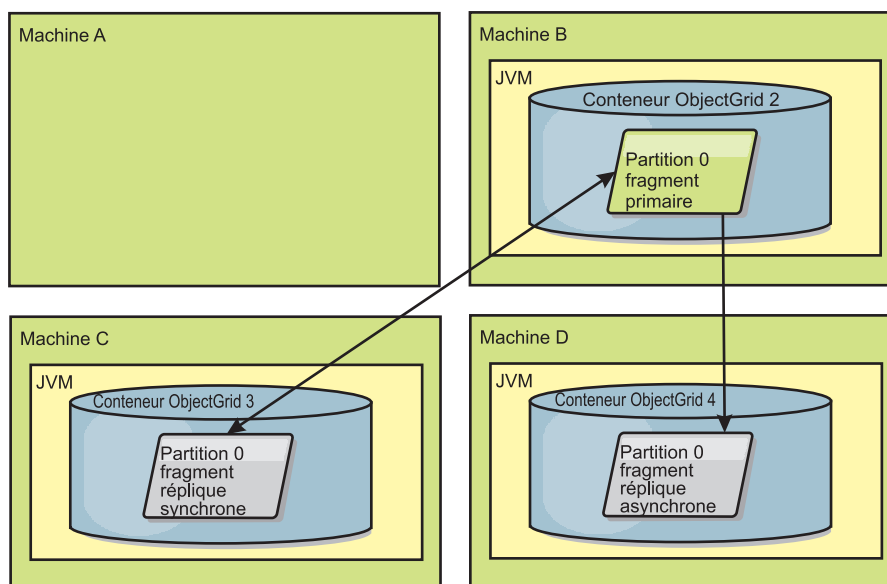 Machine A
Machine B
JVM
Conteneur ObjectGrid 2
Partition 0
fragment
primaire
Machine C
JVM
Conteneur ObjectGrid 3
Partition 0
fragment
réplique
synchrone
Machine D
JVM
Conteneur ObjectGrid 4
Partition 0
fragment
réplique
asynchrone